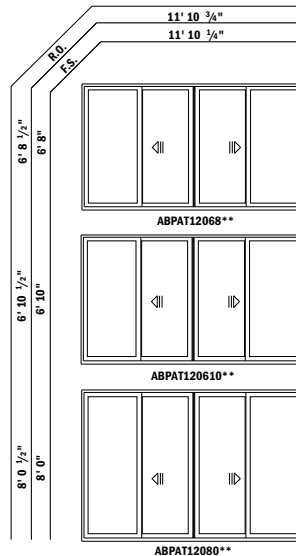 11' 10 ¾"
11' 10 ¼"
R.O.
F.S.
6' 8 ½"
6' 8"
ABPAT12068**
6' 10 ½"
6' 10"
ABPAT120610**
8' 0 ½"
8' 0"
ABPAT12080**